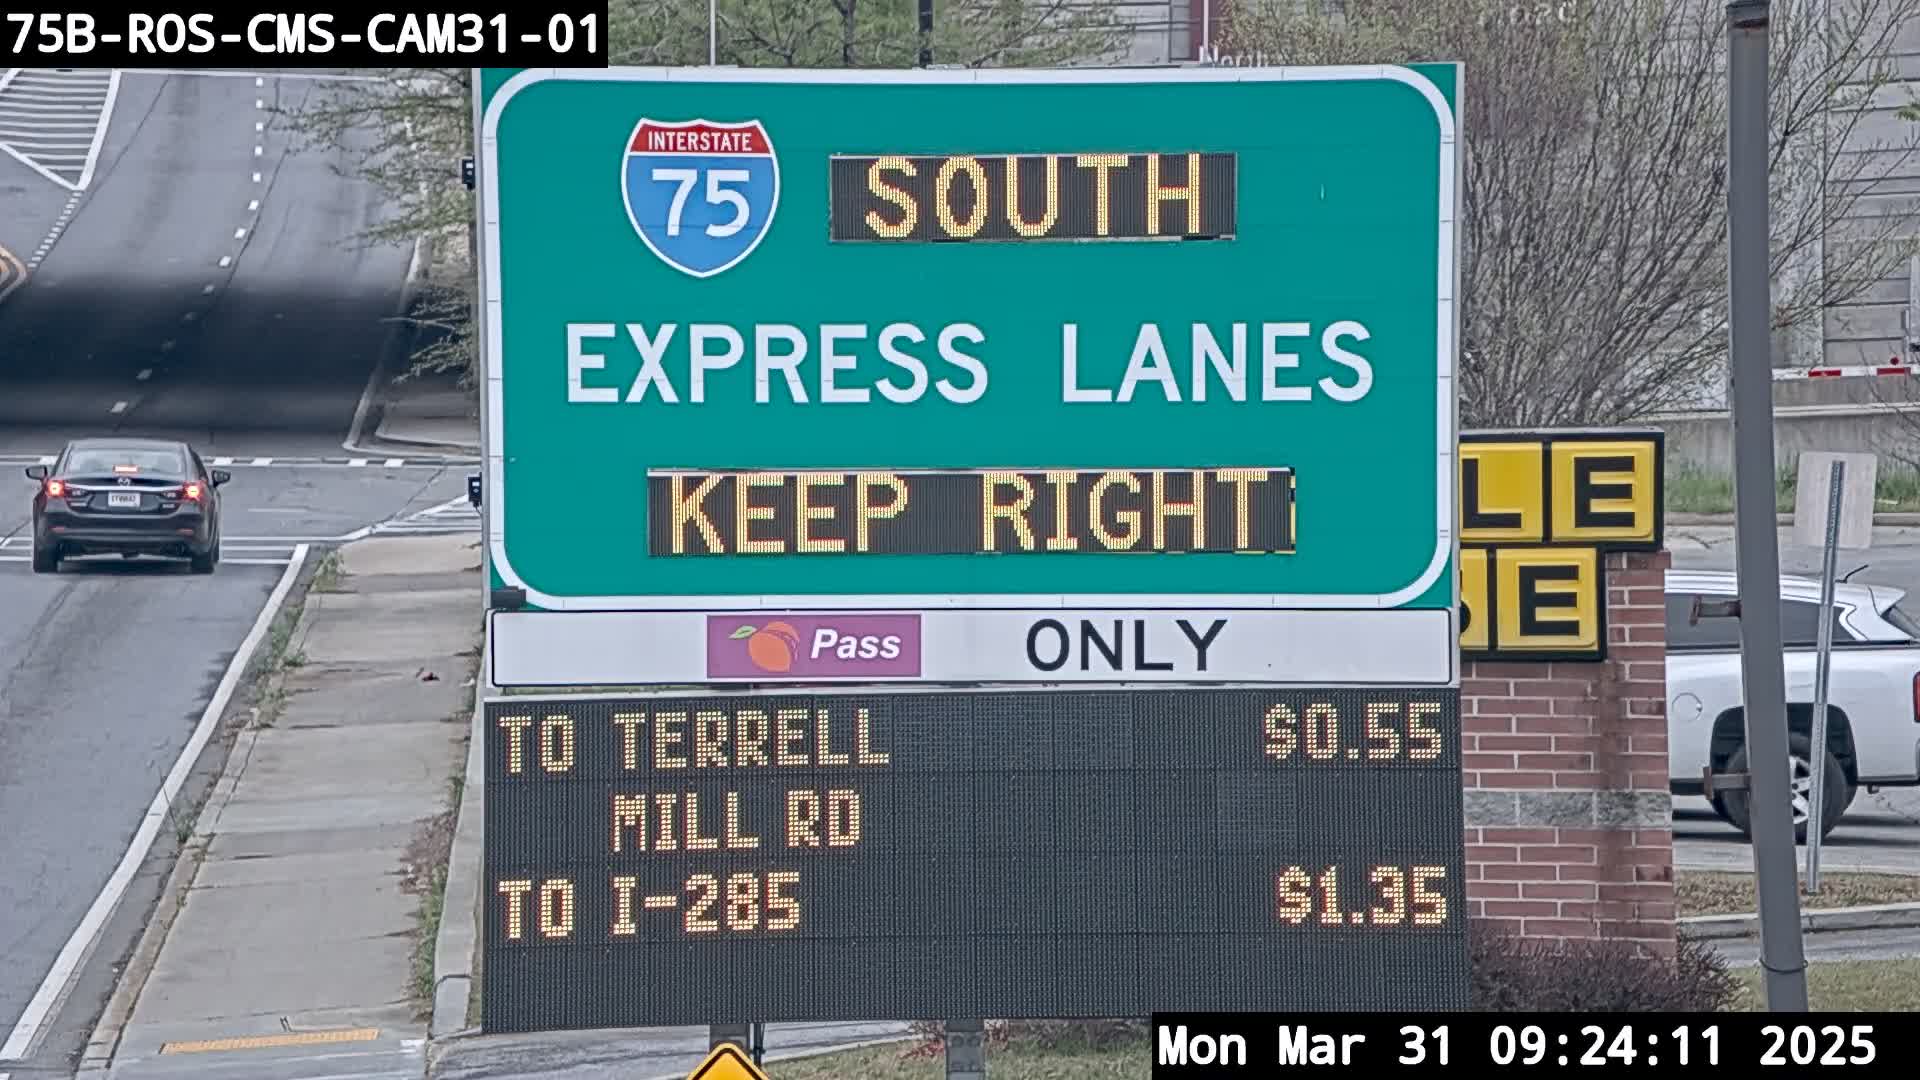 75B-ROS-CMS-CAM31-01
INTERSTATE
75
SOUTH
EXPRESS LANES
KEEP RIGHT
Pass ONLY
TO TERRELL $0.55
MILL RD
TO I-285 $1.35
LE
E
Mon Mar 31 09:24:11 2025